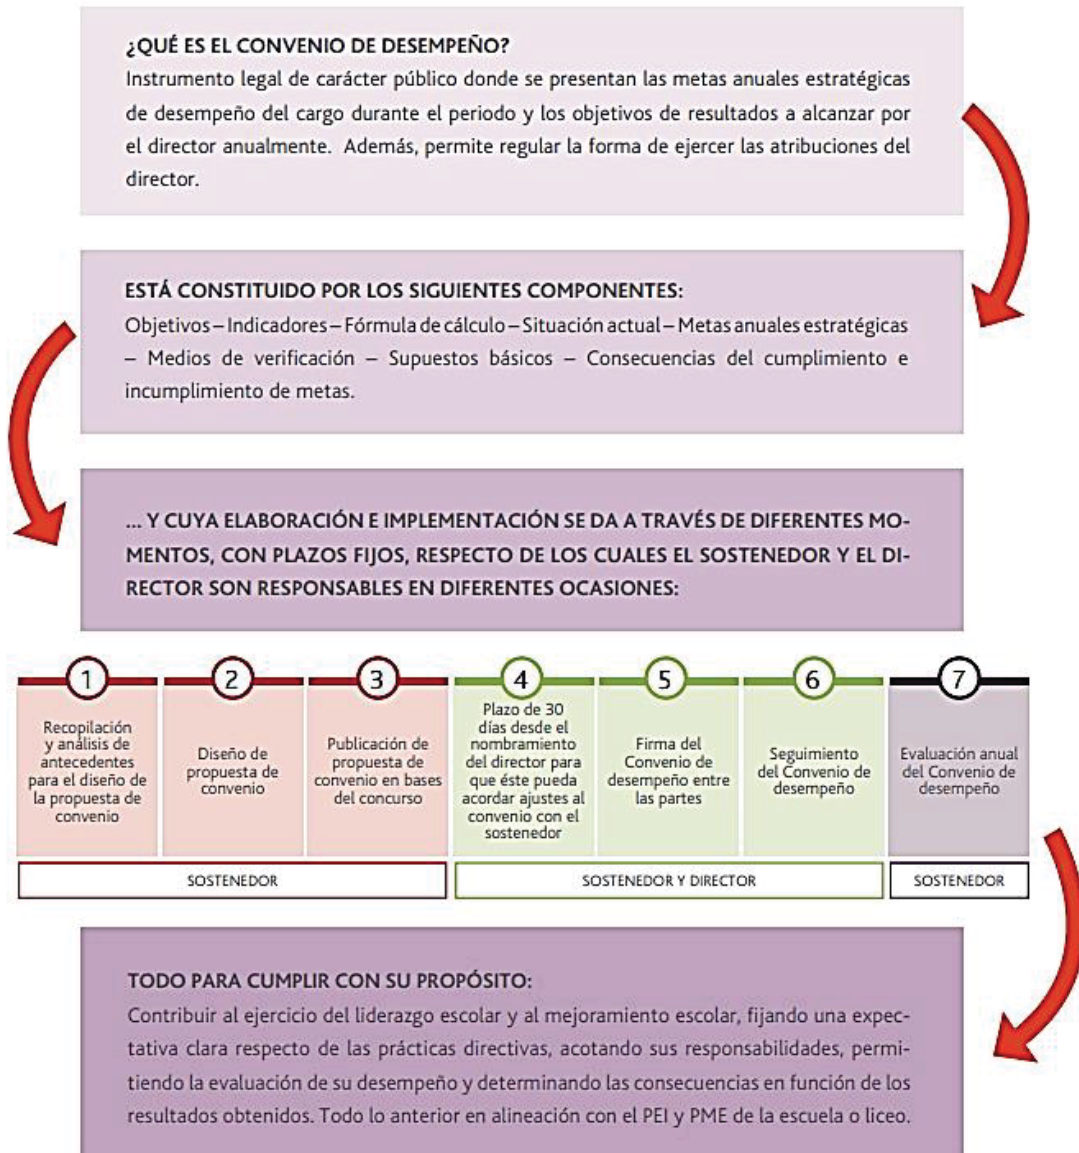 ¿QUÉ ES EL CONVENIO DE DESEMPEÑO?
Instrumento legal de carácter público donde se presentan las metas anuales estratégicas
de desempeño del cargo durante el periodo y los objetivos de resultados a alcanzar por
el director anualmente. Además, permite regular la forma de ejercer las atribuciones del
director.
ESTÁ CONSTITUIDO POR LOS SIGUIENTES COMPONENTES:
Objetivos – Indicadores – Fórmula de cálculo – Situación actual – Metas anuales estratégicas
– Medios de verificación – Supuestos básicos – Consecuencias del cumplimiento e
incumplimiento de metas.
... Y CUYA ELABORACIÓN E IMPLEMENTACIÓN SE DA A TRAVÉS DE DIFERENTES MO-
MENTOS, CON PLAZOS FIJOS, RESPECTO DE LOS CUALES EL SOSTENEDOR Y EL DI-
RECTOR SON RESPONSABLES EN DIFERENTES OCASIONES:
1
Recopilación
y análisis de
antecedentes
para el diseño de
la propuesta de
convenio
2
Diseño de
propuesta de
convenio
3
Publicación de
propuesta de
convenio en bases
del concurso
4
Plazo de 30
días desde el
nombramiento
del director para
que éste pueda
acordar ajustes al
convenio con el
sostenedor
5
Firma del
Convenio de
desempeño entre
las partes
6
Seguimiento
del Convenio de
desempeño
7
Evaluación anual
del Convenio de
desempeño
SOSTENEDOR
SOSTENEDOR Y DIRECTOR
SOSTENEDOR
TODO PARA CUMPLIR CON SU PROPÓSITO:
Contribuir al ejercicio del liderazgo escolar y al mejoramiento escolar, fijando una expec-
tativa clara respecto de las prácticas directivas, acotando sus responsabilidades, permi-
tiendo la evaluación de su desempeño y determinando las consecuencias en función de los
resultados obtenidos. Todo lo anterior en alineación con el PEI y PME de la escuela o liceo.